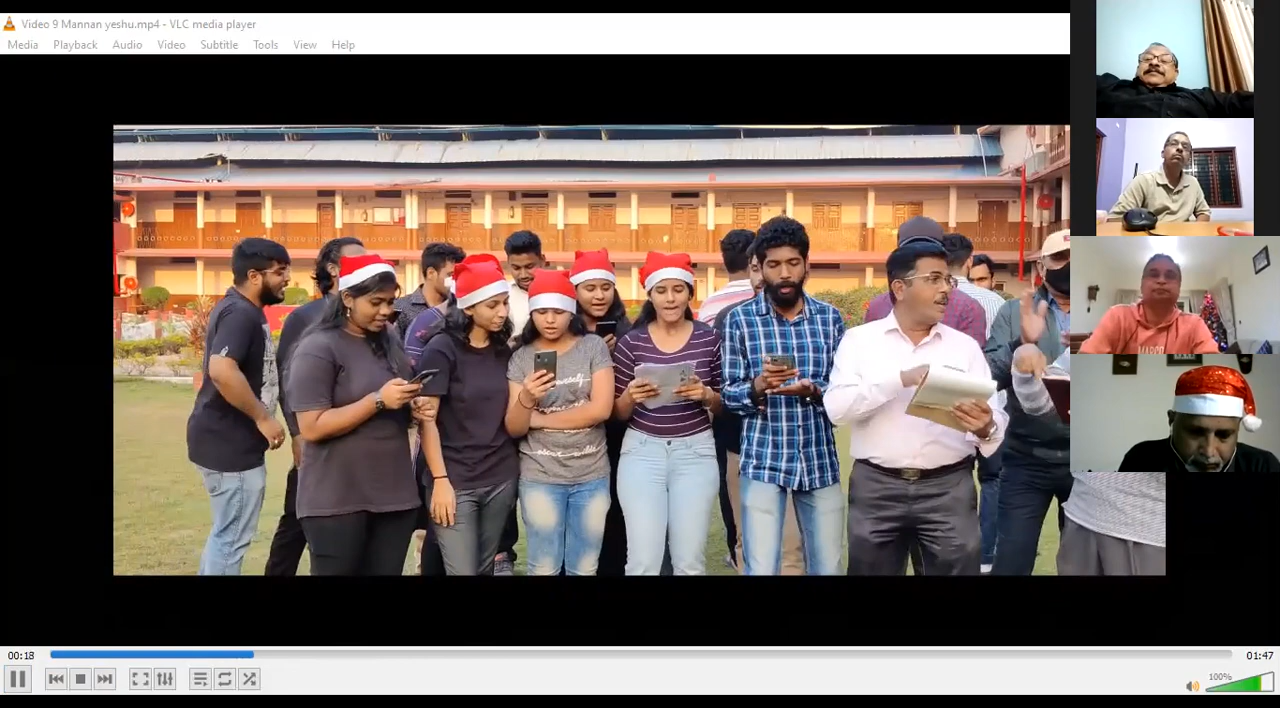 Video 9 Mannan yeshu.mp4 - VLC media player
Media Playback Audio Video Subtitle Tools View Help
00:18
01:47
100%